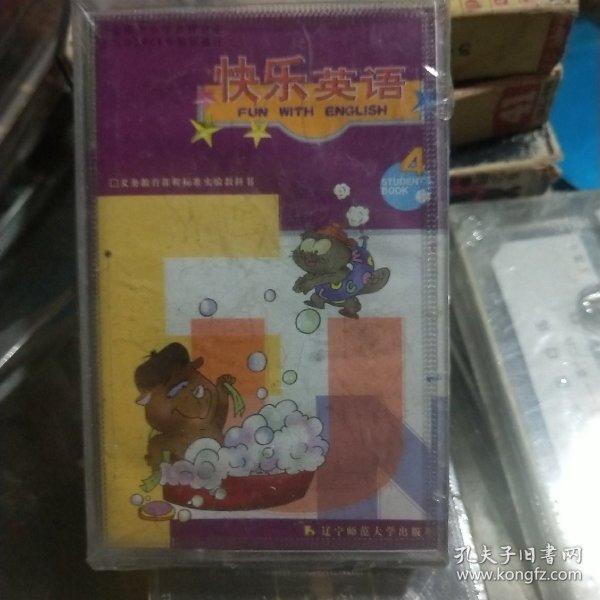 快乐英语
FUN WITH ENGLISH
4
STUDENT
BOOK
□义务教育课程标准实验教科书
辽宁师范大学出版
孔夫子旧书网
www.kongfz.com